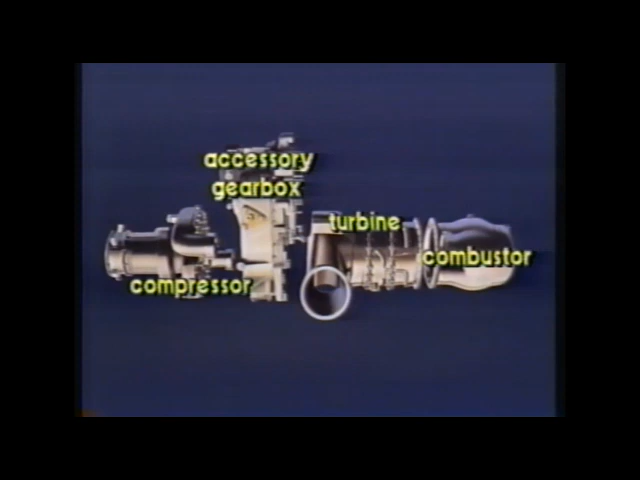 accessory
gearbox
turbine
combustor
compressor